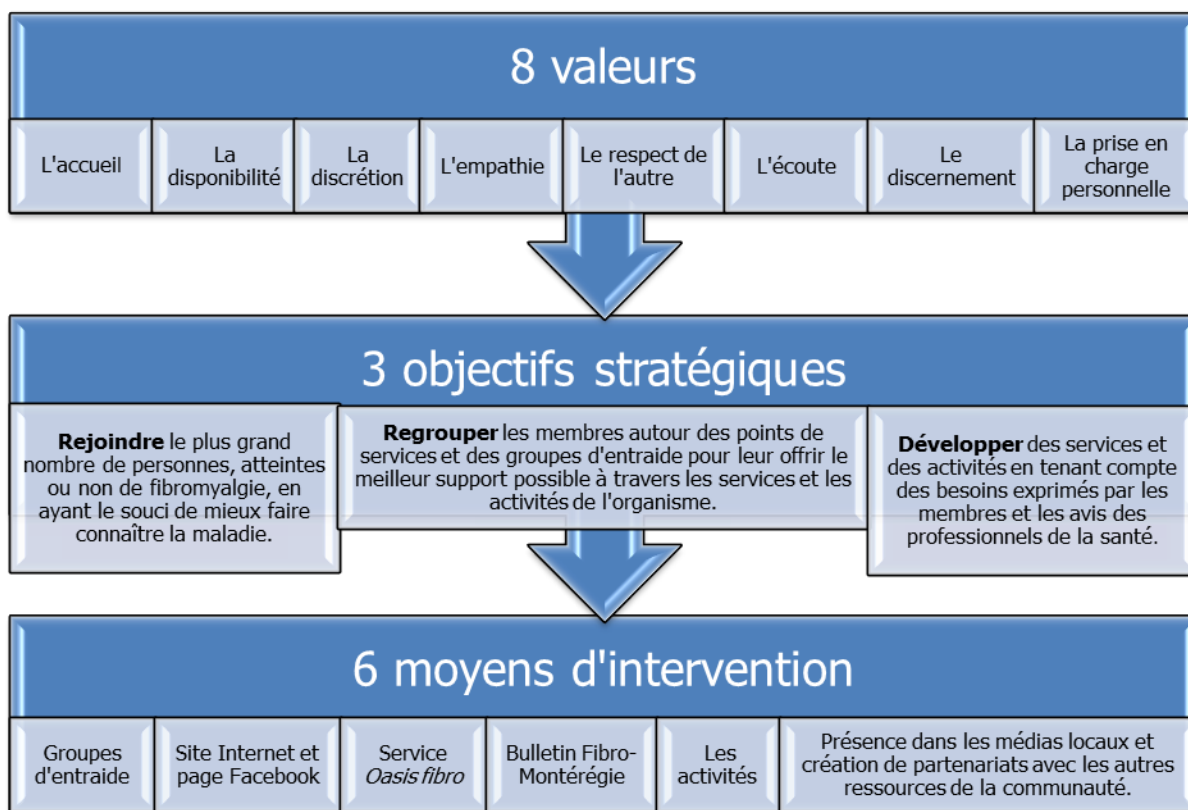 8 valeurs
L'accueil
La
disponibilité
La
discrétion
L'empathie
Le respect de
l'autre
L'écoute
Le
discernement
La prise en
charge
personnelle
3 objectifs stratégiques
Rejoindre le plus grand
nombre de personnes, atteintes
ou non de fibromyalgie, en
ayant le souci de mieux faire
connaître la maladie.
Regrouper les membres autour des points de
services et des groupes d'entraide pour leur offrir le
meilleur support possible à travers les services et les
activités de l'organisme.
Développer des services et
des activités en tenant compte
des besoins exprimés par les
membres et les avis des
professionnels de la santé.
6 moyens d'intervention
Groupes
d'entraide
Site Internet et
page Facebook
Service
Oasis fibro
Bulletin Fibro-
Montérégie
Les
activités
Présence dans les médias locaux et
création de partenariats avec les autres
ressources de la communauté.